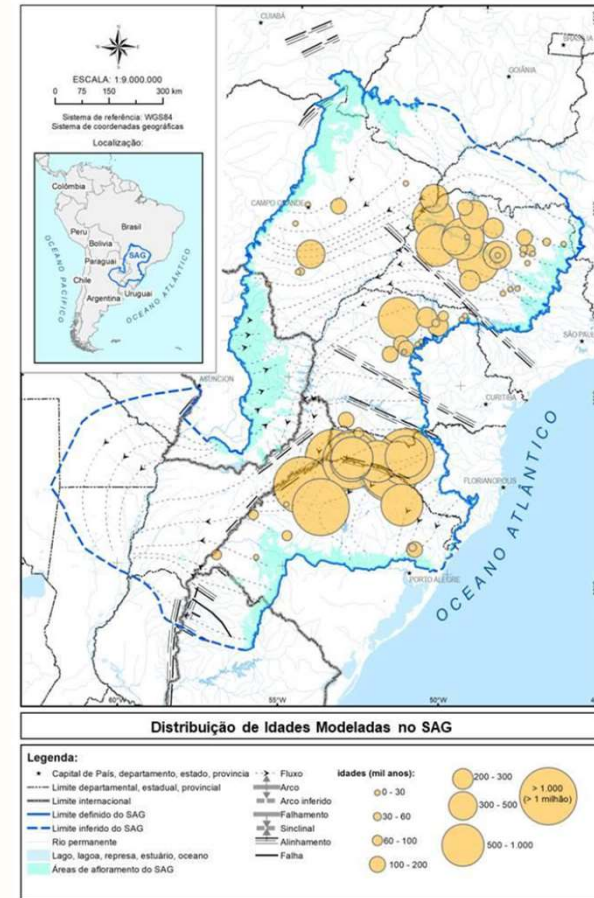 CUIABÁ
BRASÍLIA
GOIÂNIA
ESCALA: 1:9.000.000
0 75 150 300 km
Sistema de referência: WGS84
Sistema de coordenadas geográficas
Localização:
Colômbia
Peru
Brasil
Bolivia
SAG
Paraguai
Chile
Argentina
Uruguai
OCEANO PACÍFICO
OCEANO ATLÂNTICO
CAMPO GRANDE
SÃO PAULO
ASUNCION
CURITIBA
FLORIANOPOLIS
PORTO ALEGRE
OCEANO ATLÂNTICO
60°W
55°W
50°W
Distribuição de Idades Modeladas no SAG
Legenda:
Capital de País, departamento, estado, provincia
Limite departamental, estadual, provincial
Limite internacional
Limite definido do SAG
Limite inferido do SAG
Rio permanente
Lago, lagoa, represa, estuário, oceano
Áreas de afloramento do SAG
Fluxo
Arco
Arco inferido
Falhamento
Sinclinal
Alinhamento
Falha
idades (mil anos):
0 - 30
30 - 60
60 - 100
100 - 200
200 - 300
300 - 500
500 - 1.000
> 1.000
(> 1 milhão)